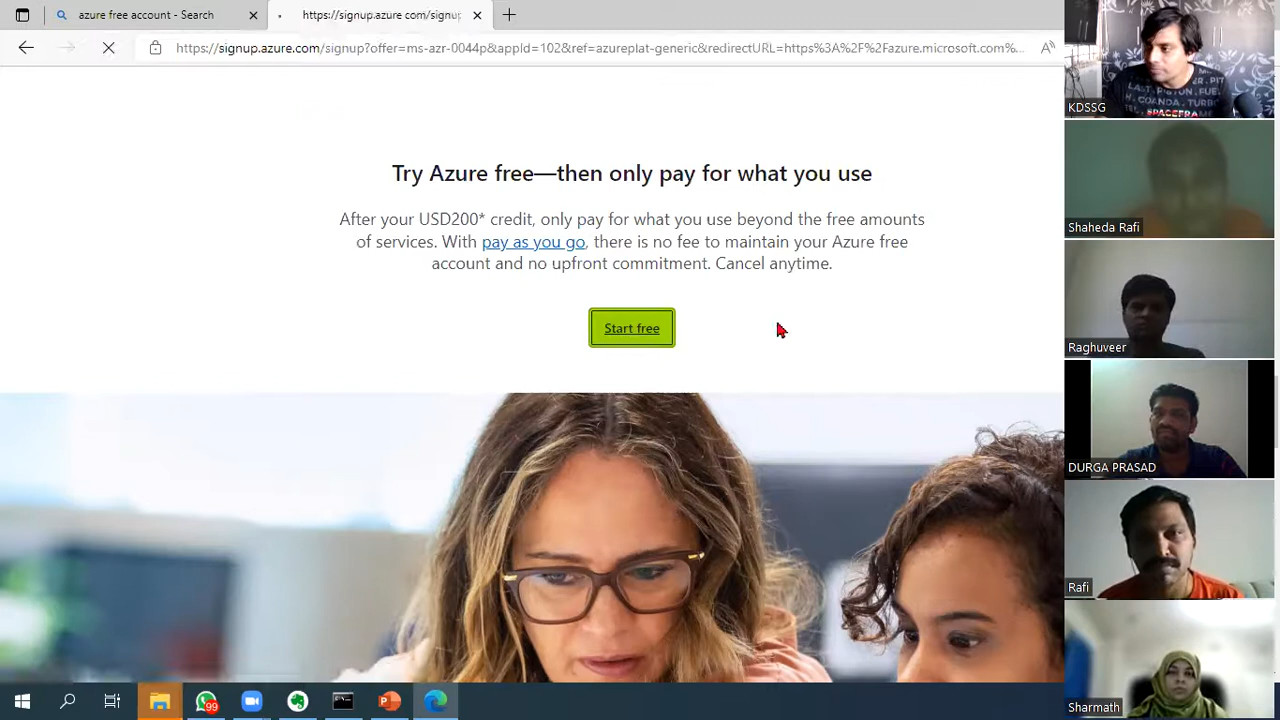 azure free account - Search
https://signup.azure.com/signup
https://signup.azure.com/signup?offer=ms-azr-0044p&appId=102&ref=azureplat-generic&redirectURL=https%3A%2F%2Fazure.microsoft.com%...
Try Azure free—then only pay for what you use
After your USD200* credit, only pay for what you use beyond the free amounts
of services. With pay as you go, there is no fee to maintain your Azure free
account and no upfront commitment. Cancel anytime.
Start free
KDSSG
Shaheda Rafi
Raghuveer
DURGA PRASAD
Rafi
Sharmath
99